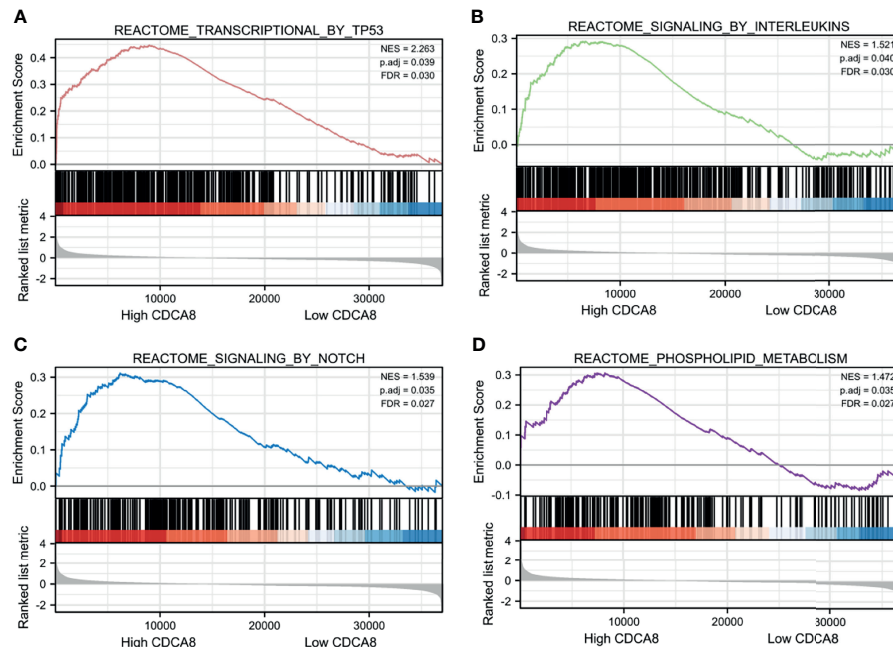 A
REACTOME_TRANSCRIPTIONAL_BY_TP53
NES = 2.263
p.adj = 0.039
FDR = 0.030
Enrichment Score
0.4
0.3
0.2
0.1
0.0
Ranked list metric
4
2
0
-2
10000 20000 30000
High CDCA8 Low CDCA8
B
REACTOME_SIGNALING_BY_INTERLEUKINS
NES = 1.521
p.adj = 0.040
FDR = 0.030
Enrichment Score
0.3
0.2
0.1
0.0
Ranked list metric
4
2
0
-2
10000 20000 30000
High CDCA8 Low CDCA8
C
REACTOME_SIGNALING_BY_NOTCH
NES = 1.539
p.adj = 0.035
FDR = 0.027
Enrichment Score
0.3
0.2
0.1
0.0
Ranked list metric
4
2
0
-2
10000 20000 30000
High CDCA8 Low CDCA8
D
REACTOME_PHOSPHOLIPID_METABCLISM
NES = 1.472
p.adj = 0.035
FDR = 0.027
Enrichment Score
0.3
0.2
0.1
0.0
-0.1
Ranked list metric
4
2
0
-2
10000 20000 30000
High CDCA8 Low CDCA8